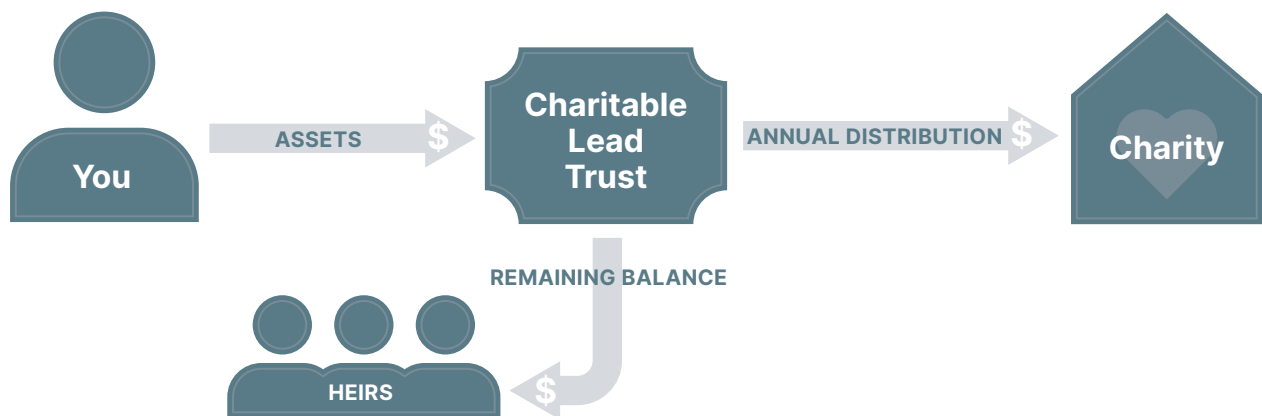 You
ASSETS
$
Charitable
Lead
Trust
ANNUAL DISTRIBUTION
$
Charity
REMAINING BALANCE
$
HEIRS